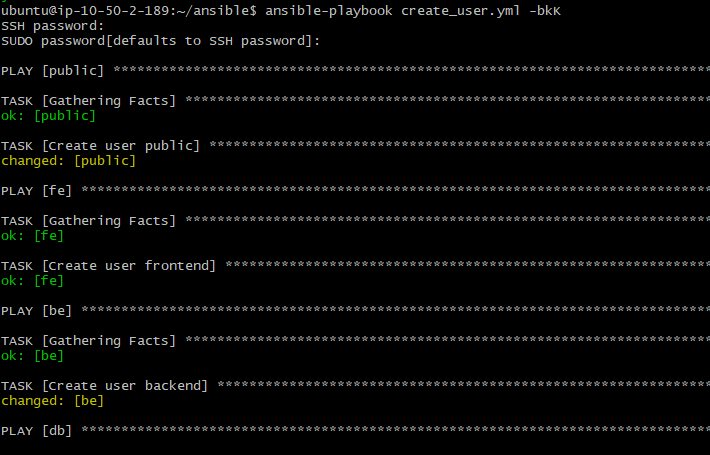 ubuntu@ip-10-50-2-189:~/ansible$ ansible-playbook create_user.yml -bkK
SSH password:
SUDO password[defaults to SSH password]:
PLAY [public] ***************************************************************************
TASK [Gathering Facts] ******************************************************************
ok: [public]
TASK [Create user public] ***************************************************************
changed: [public]
PLAY [fe] *******************************************************************************
TASK [Gathering Facts] ******************************************************************
ok: [fe]
TASK [Create user frontend] *************************************************************
ok: [fe]
PLAY [be] *******************************************************************************
TASK [Gathering Facts] ******************************************************************
ok: [be]
TASK [Create user backend] **************************************************************
changed: [be]
PLAY [db] *******************************************************************************